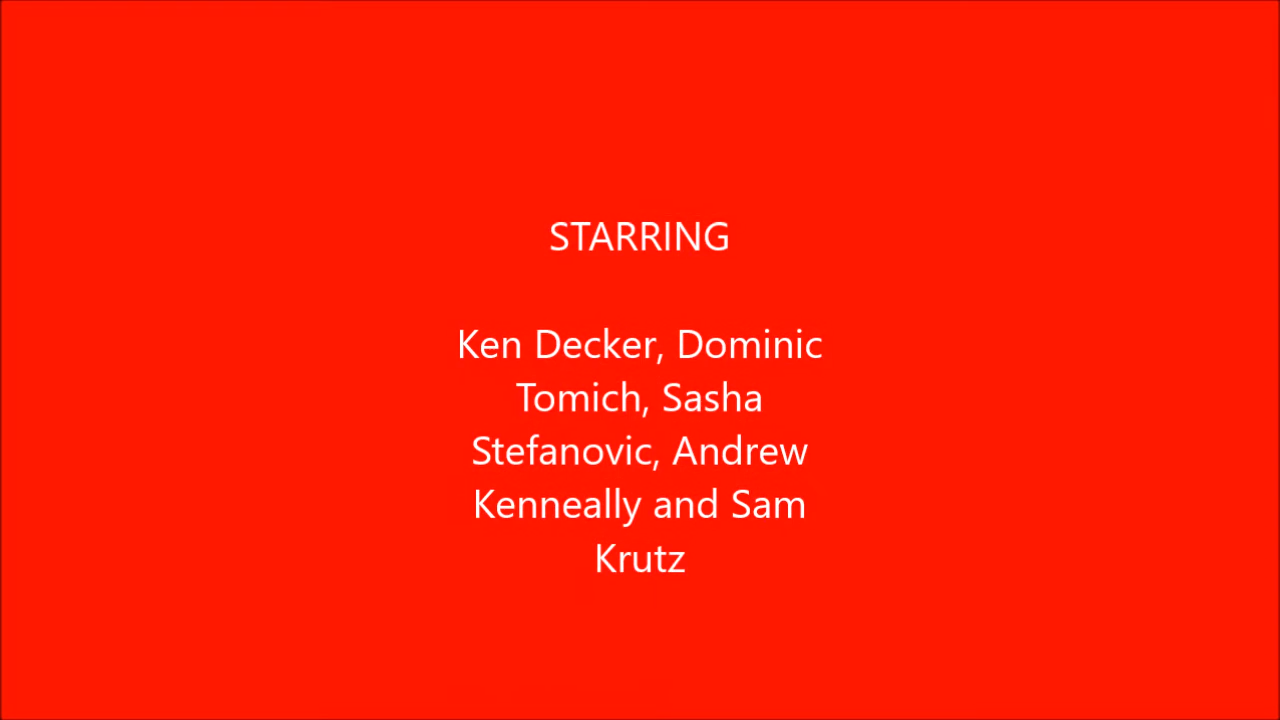 STARRING
Ken Decker, Dominic
Tomich, Sasha
Stefanovic, Andrew
Kenneally and Sam
Krutz